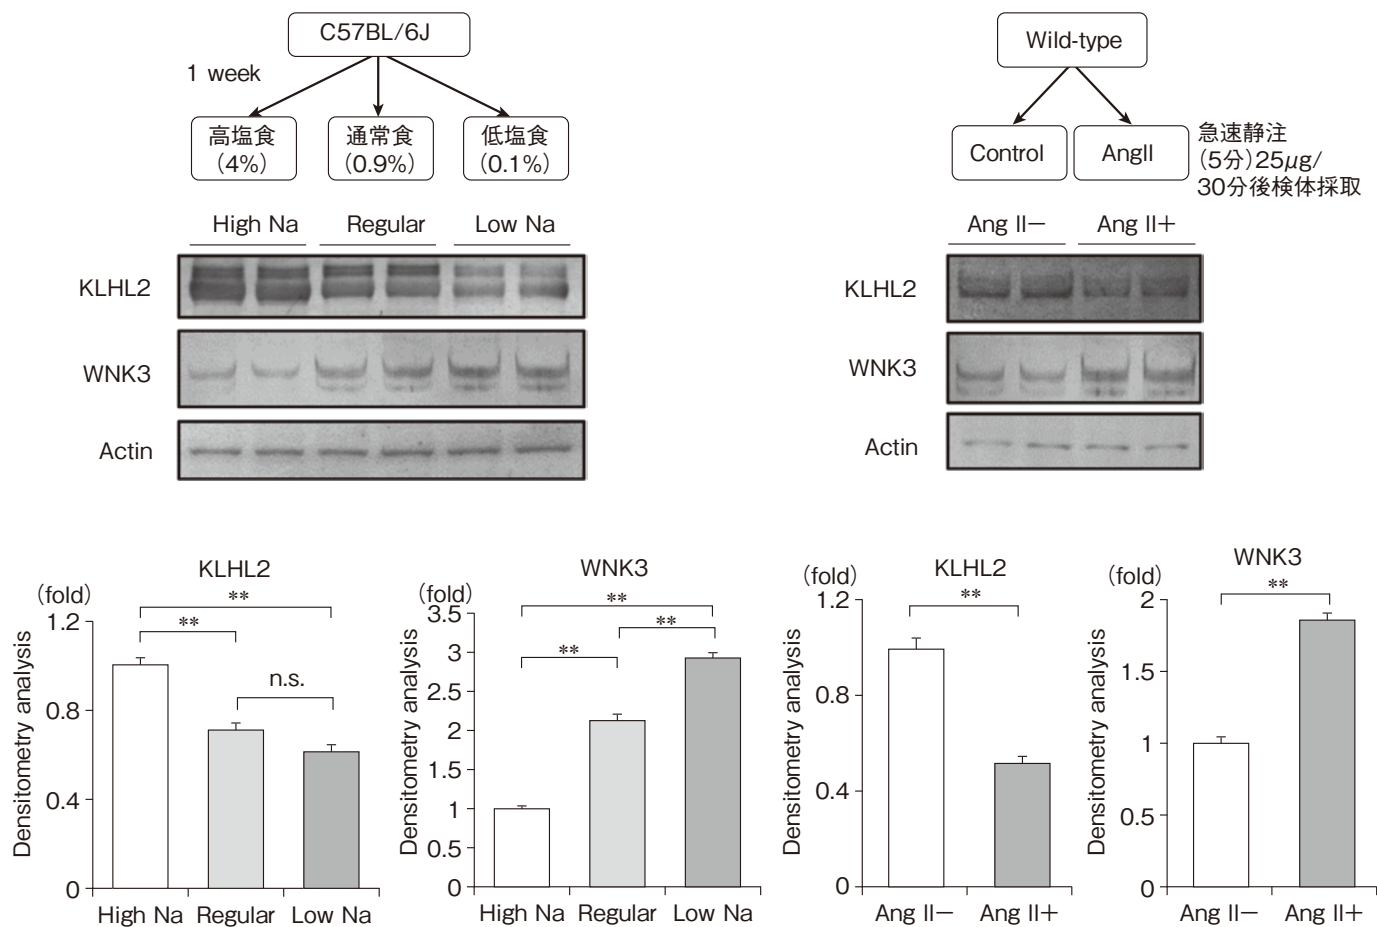 C57BL/6J
1 week
高塩食
(4%)
通常食
(0.9%)
低塩食
(0.1%)
High Na
Regular
Low Na
KLHL2
WNK3
Actin
Wild-type
Control
AngII
急速静注
(5分)25μg/
30分後検体採取
Ang II−
Ang II+
KLHL2
WNK3
Actin
KLHL2
(fold)
Densitometry analysis
1.2
0.8
0.4
0
**
**
n.s.
High Na
Regular
Low Na
WNK3
(fold)
Densitometry analysis
3.5
3
2.5
2
1.5
1
0.5
0
**
**
**
High Na
Regular
Low Na
KLHL2
(fold)
Densitometry analysis
1.2
0.8
0.4
0
**
Ang II−
Ang II+
WNK3
(fold)
Densitometry analysis
2
1.5
1
0.5
0
**
Ang II−
Ang II+